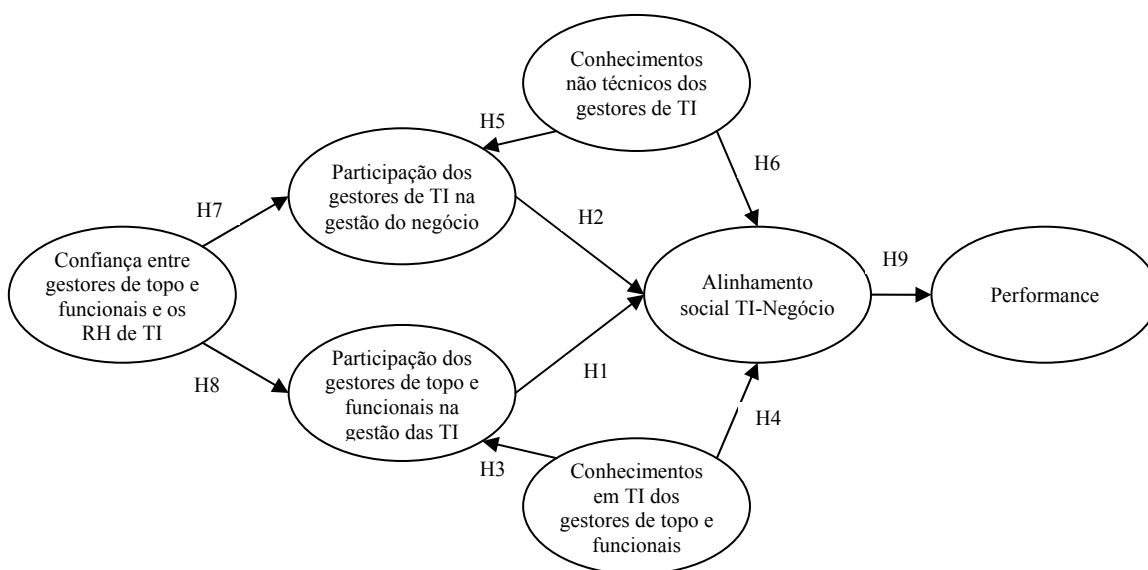 Conhecimentos
não técnicos dos
gestores de TI
H5
Participação dos
gestores de TI na
gestão do negócio
H6
H7
H2
Confiança entre
gestores de topo e
funcionais e os
RH de TI
Alinhamento
social TI-Negócio
H9
Performance
Participação dos
gestores de topo e
funcionais na
gestão das TI
H8
H1
H4
H3
Conhecimentos
em TI dos
gestores de topo e
funcionais